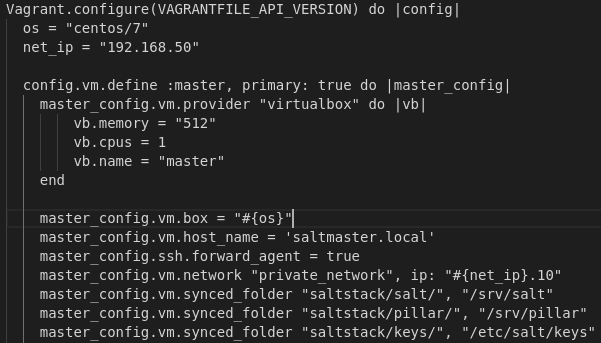 Vagrant.configure(VAGRANTFILE_API_VERSION) do |config|
  os = "centos/7"
  net_ip = "192.168.50"

  config.vm.define :master, primary: true do |master_config|
    master_config.vm.provider "virtualbox" do |vb|
        vb.memory = "512"
        vb.cpus = 1
        vb.name = "master"
    end

    master_config.vm.box = "#{os}"
    master_config.vm.host_name = 'saltmaster.local'
    master_config.ssh.forward_agent = true
    master_config.vm.network "private_network", ip: "#{net_ip}.10"
    master_config.vm.synced_folder "saltstack/salt/", "/srv/salt"
    master_config.vm.synced_folder "saltstack/pillar/", "/srv/pillar"
    master_config.vm.synced_folder "saltstack/keys/", "/etc/salt/keys"